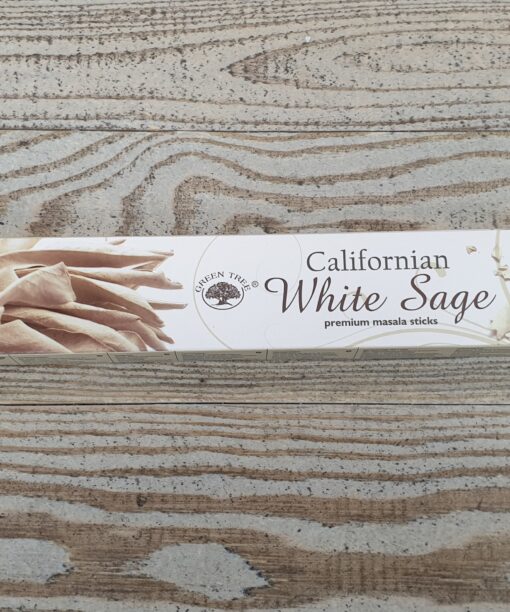 GREEN TREE ®
Californian
White Sage
premium masala sticks